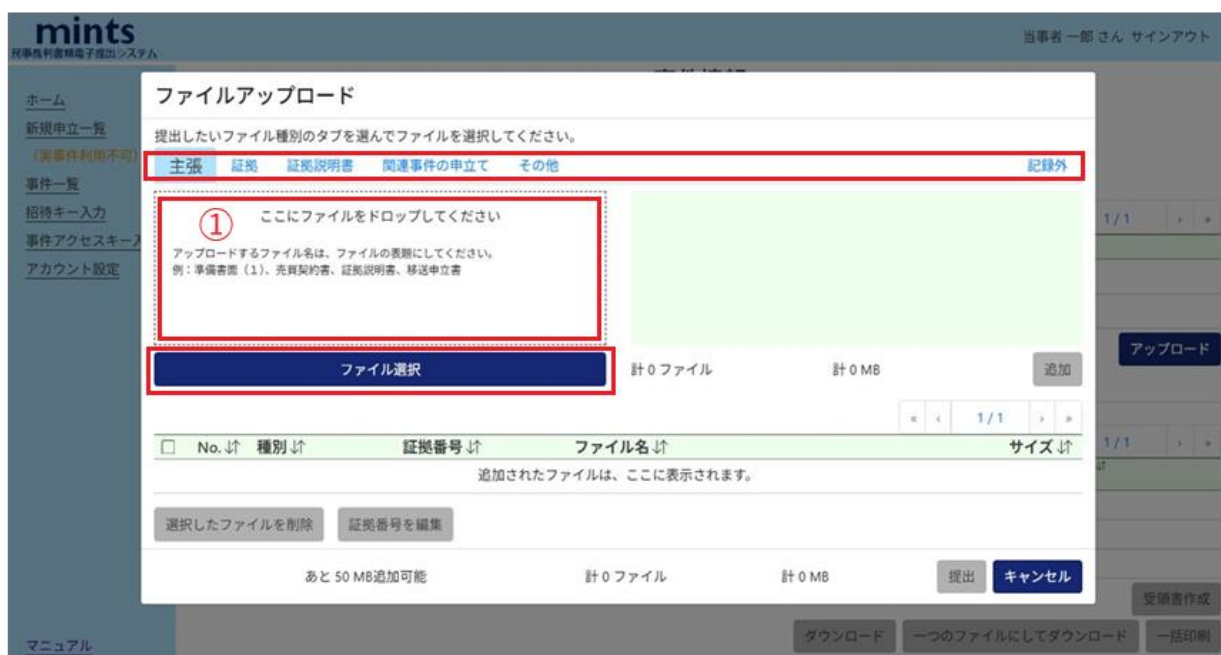 mints
民事裁判書類電子提出システム
当事者 一郎 さん サインアウト
ホーム
新規申立一覧
（実事件利用不可）
事件一覧
招待キー入力
事件アクセスキー入
アカウント設定
マニュアル
ファイルアップロード
提出したいファイル種別のタブを選んでファイルを選択してください。
主張 証拠 証拠説明書 関連事件の申立て その他 記録外
① ここにファイルをドロップしてください
アップロードするファイル名は、ファイルの表題にしてください。
例：準備書面（１）、売買契約書、証拠説明書、移送申立書
ファイル選択 計 0 ファイル 計 0 MB 追加
« ‹ 1 / 1 › »
No. ↓↑ 種別 ↓↑ 証拠番号 ↓↑ ファイル名 ↓↑ サイズ ↓↑
追加されたファイルは、ここに表示されます。
選択したファイルを削除 証拠番号を編集
あと 50 MB追加可能 計 0 ファイル 計 0 MB 提出 キャンセル
1 / 1 › »
アップロード
1 / 1 › »
受領書作成
ダウンロード 一つのファイルにしてダウンロード 一括印刷